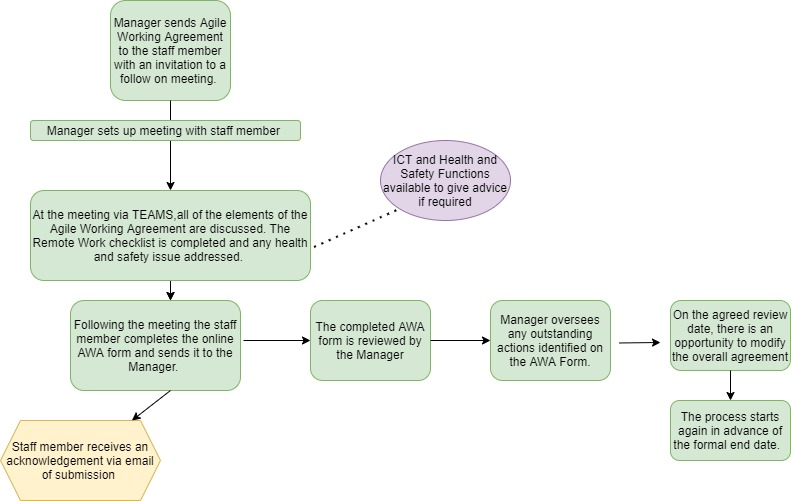 Manager sends Agile
Working Agreement
to the staff member
with an invitation to a
follow on meeting.
Manager sets up meeting with staff member
ICT and Health and
Safety Functions
available to give advice
if required
At the meeting via TEAMS,all of the elements of the
Agile Working Agreement are discussed. The
Remote Work checklist is completed and any health
and safety issue addressed.
Following the meeting the staff
member completes the online
AWA form and sends it to the
Manager.
The completed AWA
form is reviewed by
the Manager
Manager oversees
any outstanding
actions identified on
the AWA Form.
On the agreed review
date, there is an
opportunity to modify
the overall agreement
The process starts
again in advance of
the formal end date.
Staff member receives an
acknowledgement via email
of submission